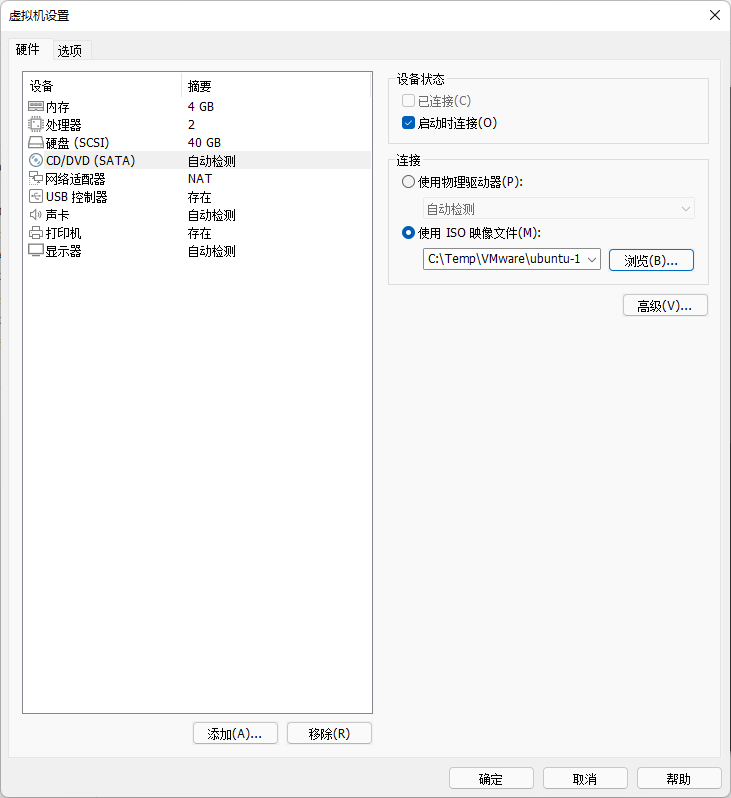 虚拟机设置
硬件 选项
设备 摘要
内存 4 GB
处理器 2
硬盘 (SCSI) 40 GB
CD/DVD (SATA) 自动检测
网络适配器 NAT
USB 控制器 存在
声卡 自动检测
打印机 存在
显示器 自动检测
添加(A)... 移除(R)
设备状态
已连接(C)
启动时连接(O)
连接
使用物理驱动器(P):
自动检测
使用 ISO 映像文件(M):
C:\Temp\VMware\ubuntu-1 浏览(B)...
高级(V)...
确定 取消 帮助